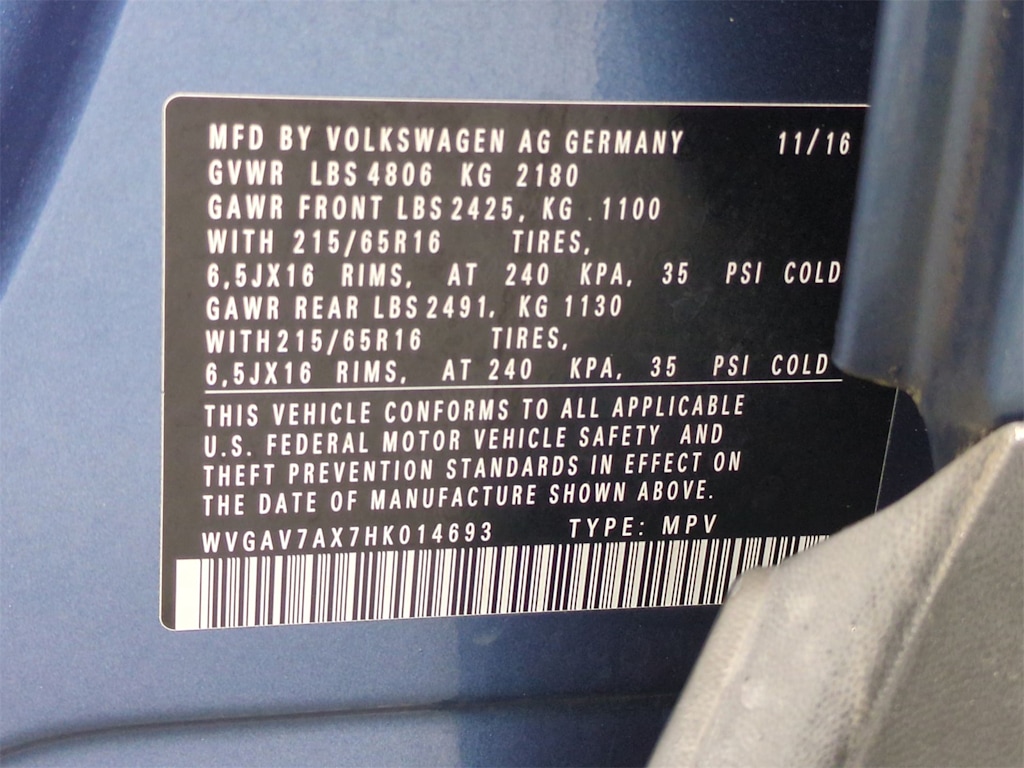 MFD BY VOLKSWAGEN AG GERMANY 11/16
GVWR LBS 4806 KG 2180
GAWR FRONT LBS 2425, KG .1100
WITH 215/65R16 TIRES,
6,5JX16 RIMS, AT 240 KPA, 35 PSI COLD
GAWR REAR LBS 2491, KG 1130
WITH 215/65R16 TIRES,
6,5JX16 RIMS, AT 240 KPA, 35 PSI COLD
THIS VEHICLE CONFORMS TO ALL APPLICABLE
U.S. FEDERAL MOTOR VEHICLE SAFETY AND
THEFT PREVENTION STANDARDS IN EFFECT ON
THE DATE OF MANUFACTURE SHOWN ABOVE.
WVGAV7AX7HK014693 TYPE: MPV